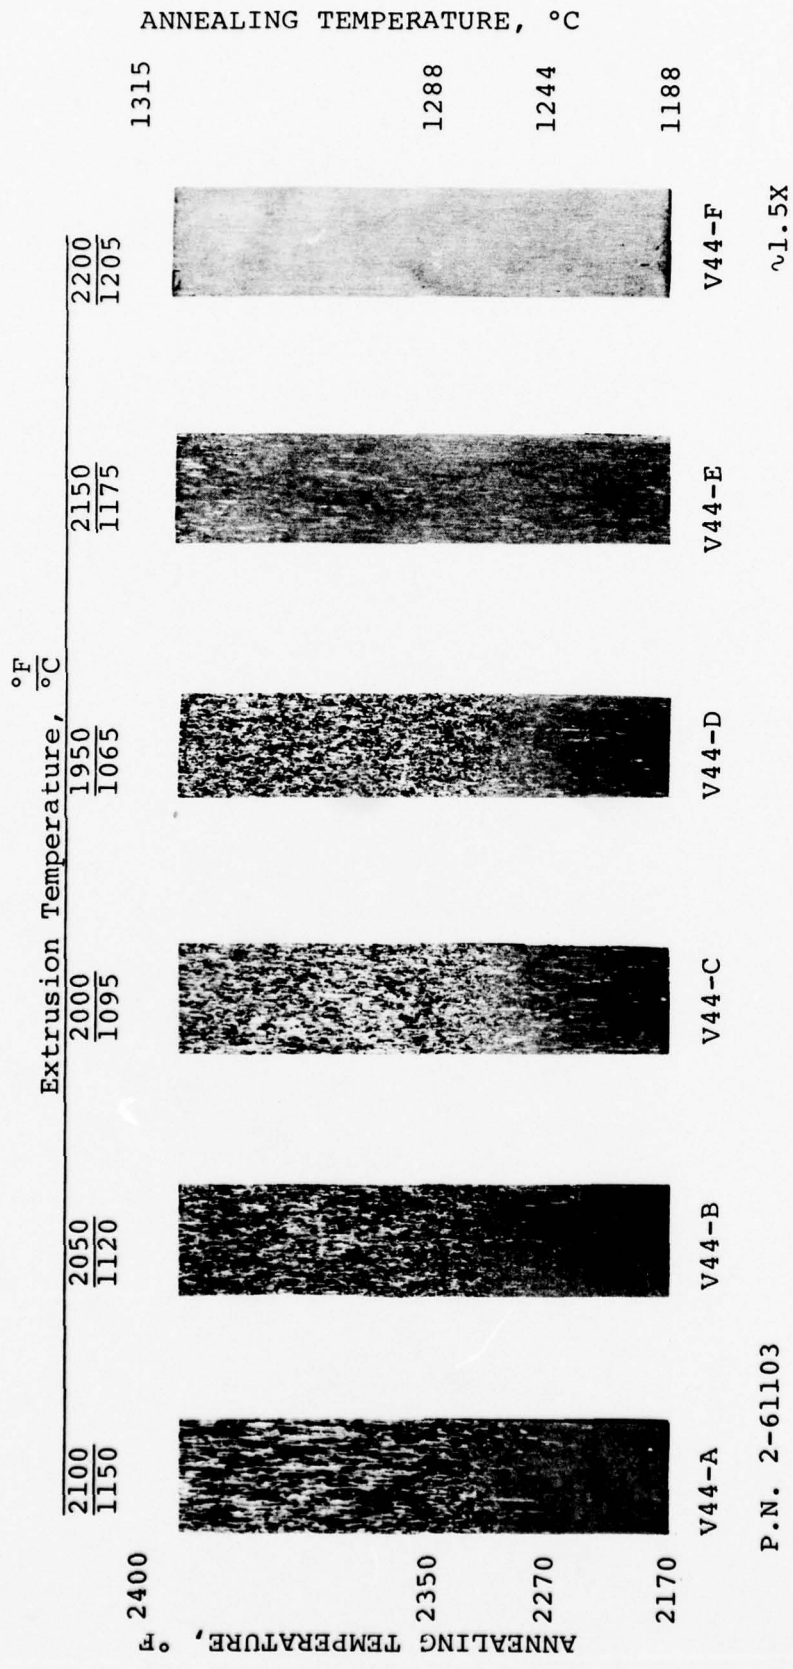 Extrusion Temperature, °F
°C
2100 2050 2000 1950 2150 2200
1150 1120 1095 1065 1175 1205
ANNEALING TEMPERATURE, °F
2400
2350
2270
2170
ANNEALING TEMPERATURE, °C
1315
1288
1244
1188
V44-A V44-B V44-C V44-D V44-E V44-F
P.N. 2-61103 ~1.5X